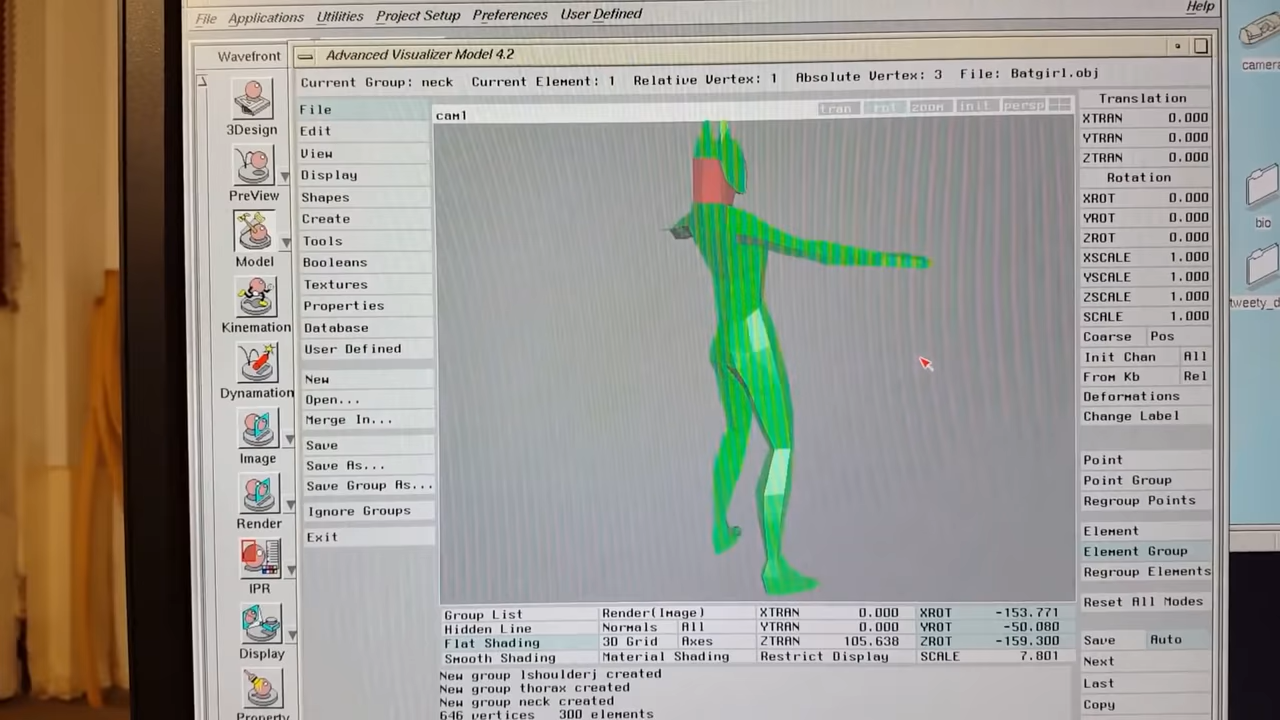 File Applications Utilities Project Setup Preferences User Defined Help
Wavefront
Advanced Visualizer Model 4.2
Current Group: neck Current Element: 1 Relative Vertex: 1 Absolute Vertex: 3 File: Batgirl.obj
3Design
PreView
Model
Kinemation
Dynamation
Image
Render
IPR
Display
Property
File
Edit
View
Display
Shapes
Create
Tools
Booleans
Textures
Properties
Database
User Defined
New
Open...
Merge In...
Save
Save As...
Save Group As...
Ignore Groups
Exit
cam1
tran rot zoom init persp
Translation
XTRAN 0.000
YTRAN 0.000
ZTRAN 0.000
Rotation
XROT 0.000
YROT 0.000
ZROT 0.000
XSCALE 1.000
YSCALE 1.000
ZSCALE 1.000
SCALE 1.000
Coarse Pos
Init Chan All
From Kb Rel
Deformations
Change Label
Point
Point Group
Regroup Points
Element
Element Group
Regroup Elements
Reset All Modes
Save Auto
Next
Last
Copy
Group List Render(Image) XTRAN 0.000 XROT -153.771
Hidden Line Normals All YTRAN 0.000 YROT -50.080
Flat Shading 3D Grid Axes ZTRAN 105.638 ZROT -159.300
Smooth Shading Material Shading Restrict Display SCALE 7.801
New group lshoulderj created
New group thorax created
New group neck created
646 vertices 300 elements
camera
bio
tweety_d